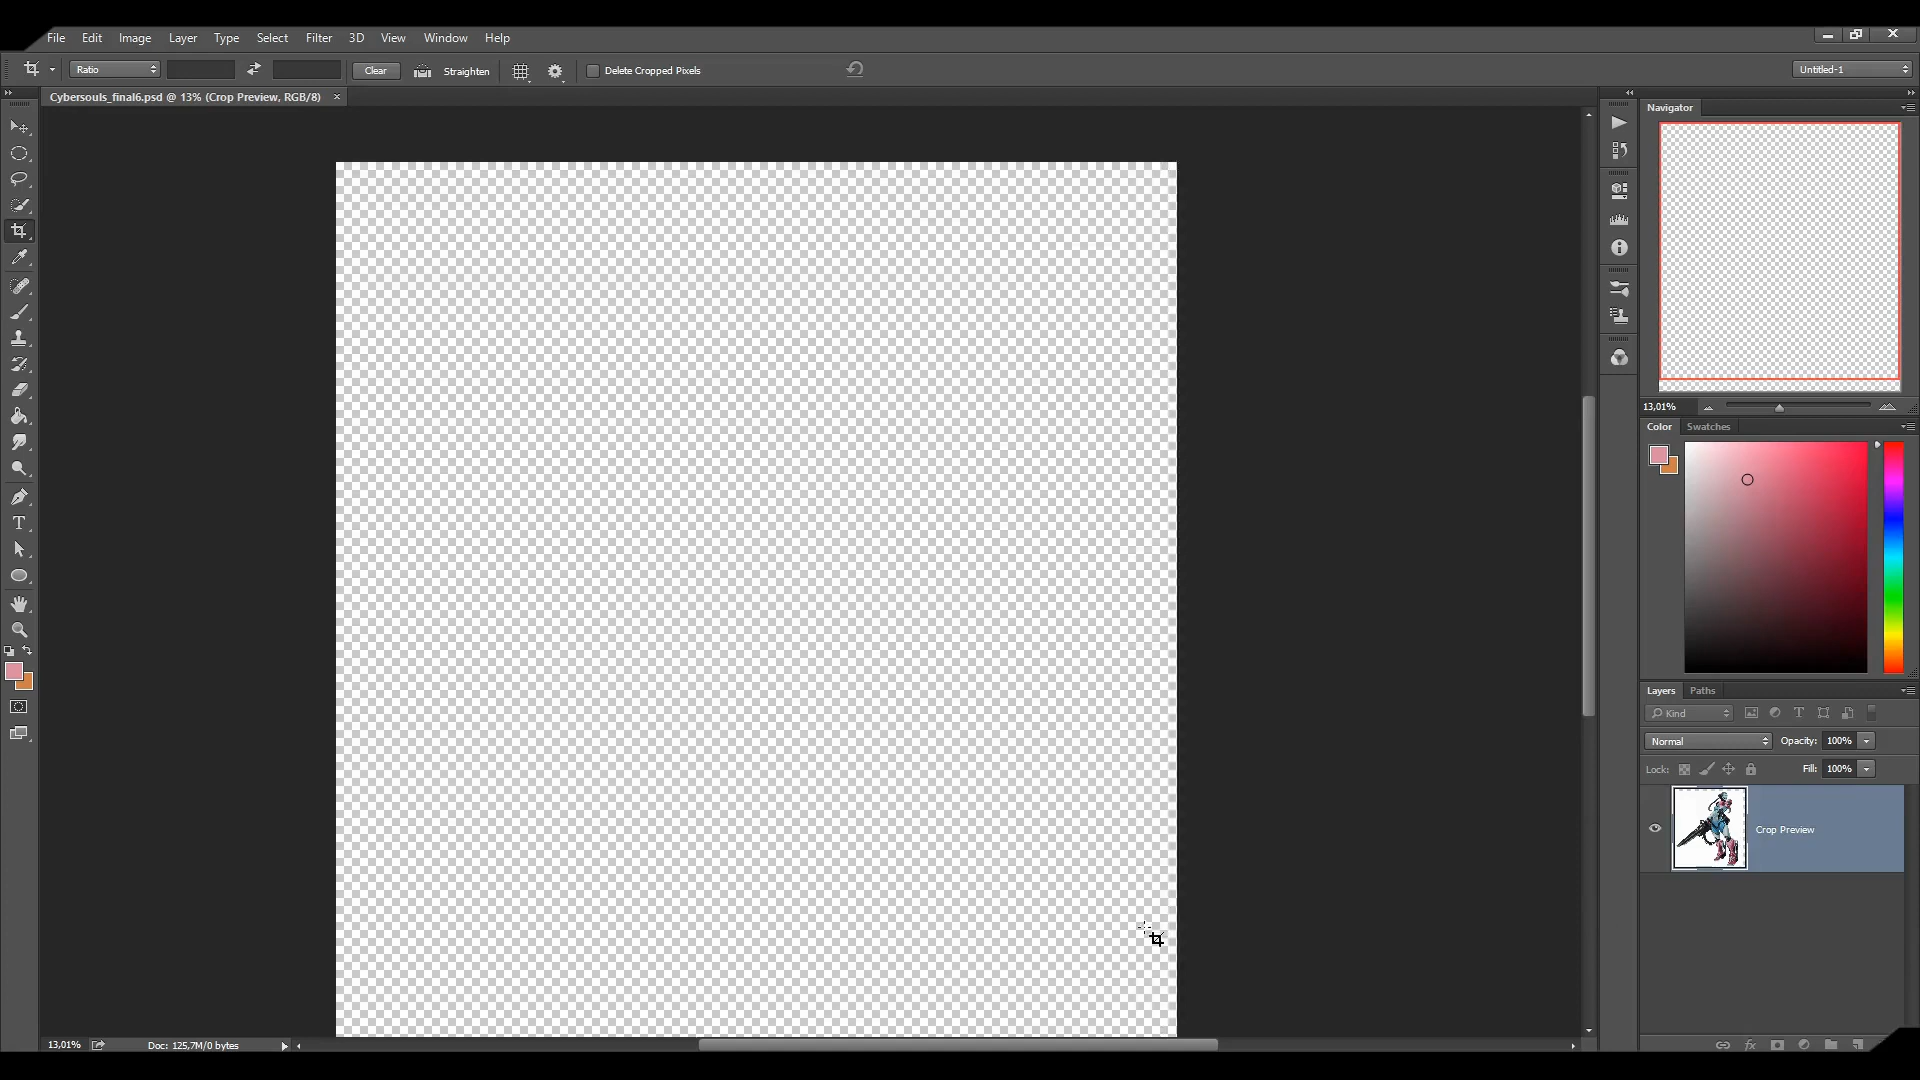 File Edit Image Layer Type Select Filter 3D View Window Help
Ratio Clear Straighten Delete Cropped Pixels Untitled-1
Cybersouls_final6.psd @ 13% (Crop Preview, RGB/8) ×
Navigator
13,01%
Color Swatches
Layers Paths
Kind
Normal Opacity: 100%
Lock: Fill: 100%
Crop Preview
13,01% Doc: 125,7M/0 bytes